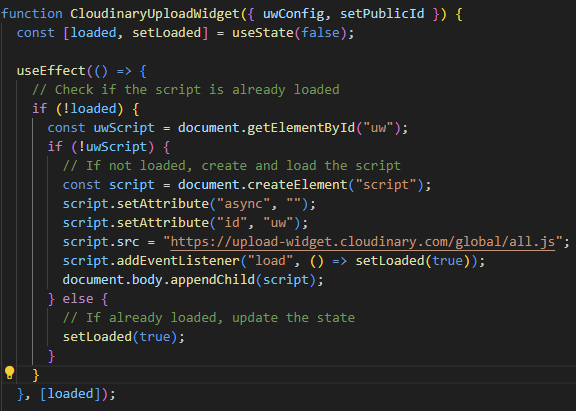 function CloudinaryUploadWidget({ uwConfig, setPublicId }) {
  const [loaded, setLoaded] = useState(false);

  useEffect(() => {
    // Check if the script is already loaded
    if (!loaded) {
      const uwScript = document.getElementById("uw");
      if (!uwScript) {
        // If not loaded, create and load the script
        const script = document.createElement("script");
        script.setAttribute("async", "");
        script.setAttribute("id", "uw");
        script.src = "https://upload-widget.cloudinary.com/global/all.js";
        script.addEventListener("load", () => setLoaded(true));
        document.body.appendChild(script);
      } else {
        // If already loaded, update the state
        setLoaded(true);
      }
    }
  }, [loaded]);